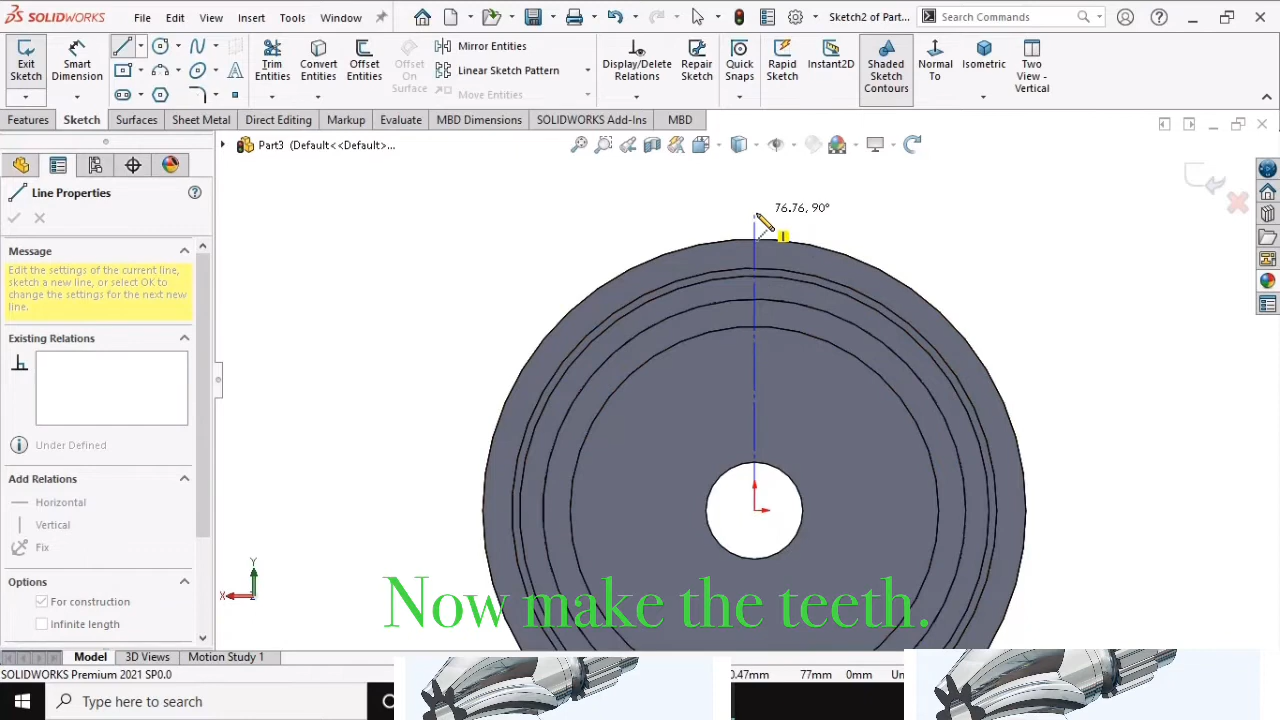 SOLIDWORKS
File
Edit
View
Insert
Tools
Window
Sketch2 of Part...
Search Commands
Exit Sketch
Smart Dimension
Trim Entities
Convert Entities
Offset Entities
Offset On Surface
Mirror Entities
Linear Sketch Pattern
Move Entities
Display/Delete Relations
Repair Sketch
Quick Snaps
Rapid Sketch
Instant2D
Shaded Sketch Contours
Normal To
Isometric
Two View - Vertical
Features
Sketch
Surfaces
Sheet Metal
Direct Editing
Markup
Evaluate
MBD Dimensions
SOLIDWORKS Add-Ins
MBD
Part3 (Default<<Default>...
Line Properties
Message
Edit the settings of the current line,
sketch a new line, or select OK to
change the settings for the next new
line.
Existing Relations
Under Defined
Add Relations
Horizontal
Vertical
Fix
Options
For construction
Infinite length
76.76, 90°
Y
X
Now make the teeth.
Model
3D Views
Motion Study 1
SOLIDWORKS Premium 2021 SP0.0
0.47mm
77mm
0mm
Type here to search